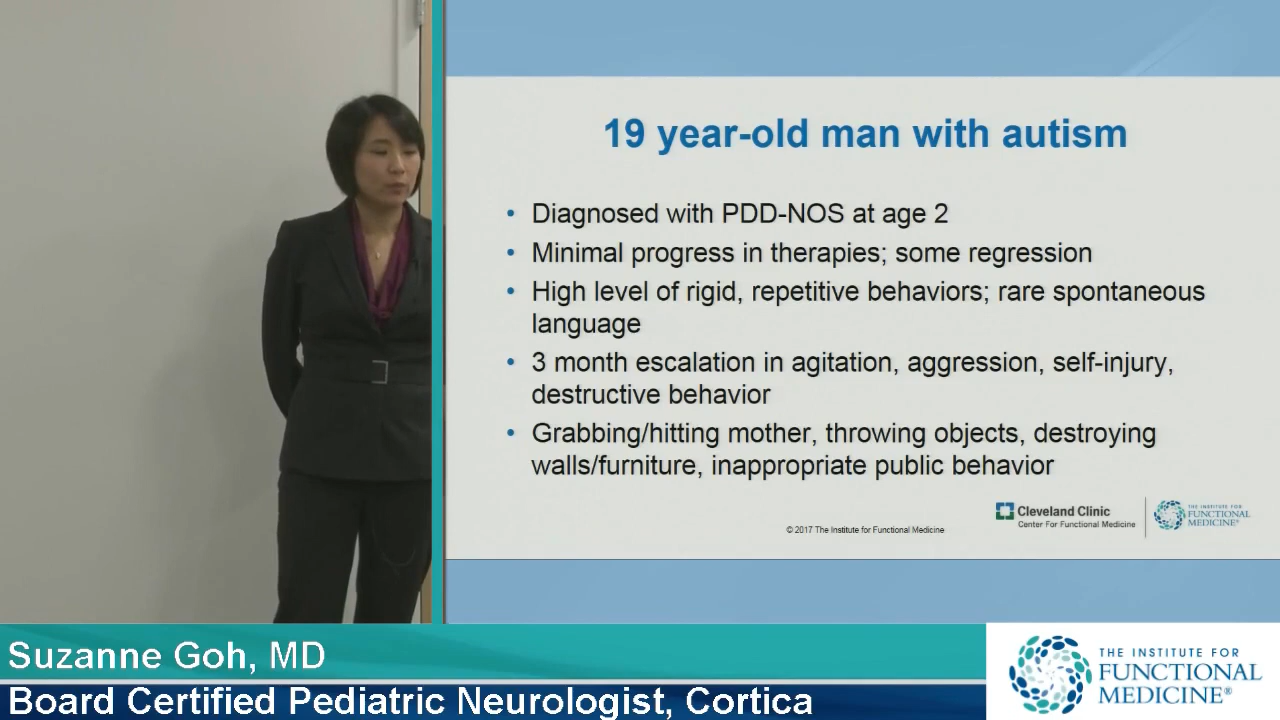 19 year-old man with autism
• Diagnosed with PDD-NOS at age 2
• Minimal progress in therapies; some regression
• High level of rigid, repetitive behaviors; rare spontaneous
language
• 3 month escalation in agitation, aggression, self-injury,
destructive behavior
• Grabbing/hitting mother, throwing objects, destroying
walls/furniture, inappropriate public behavior
Cleveland Clinic
Center For Functional Medicine
THE INSTITUTE FOR
FUNCTIONAL
MEDICINE®
© 2017 The Institute for Functional Medicine
Suzanne Goh, MD
Board Certified Pediatric Neurologist, Cortica
THE INSTITUTE FOR
FUNCTIONAL
MEDICINE®